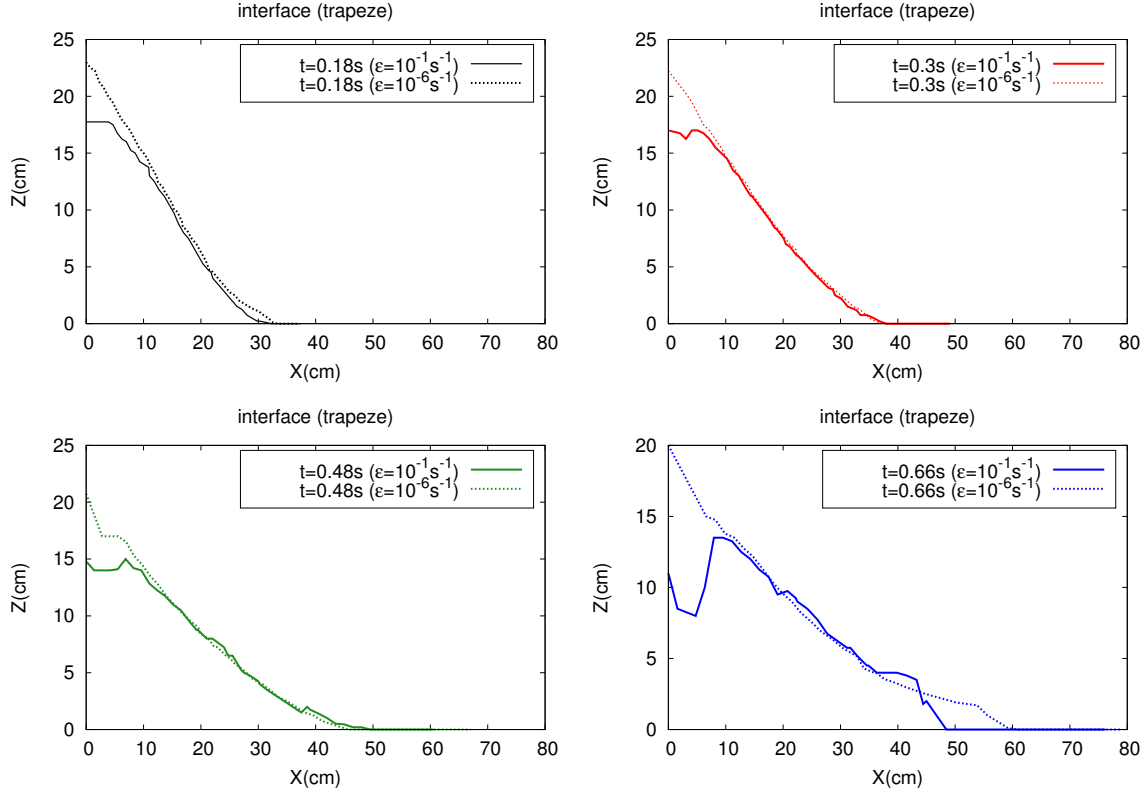 interface (trapeze)
25
20
15
10
5
0
Z(cm)
t=0.18s (ε=10⁻¹s⁻¹)
t=0.18s (ε=10⁻⁶s⁻¹)
0 10 20 30 40 50 60 70 80
X(cm)
interface (trapeze)
25
20
15
10
5
0
Z(cm)
t=0.3s (ε=10⁻¹s⁻¹)
t=0.3s (ε=10⁻⁶s⁻¹)
0 10 20 30 40 50 60 70 80
X(cm)
interface (trapeze)
25
20
15
10
5
0
Z(cm)
t=0.48s (ε=10⁻¹s⁻¹)
t=0.48s (ε=10⁻⁶s⁻¹)
0 10 20 30 40 50 60 70 80
X(cm)
interface (trapeze)
20
15
10
5
0
Z(cm)
t=0.66s (ε=10⁻¹s⁻¹)
t=0.66s (ε=10⁻⁶s⁻¹)
0 10 20 30 40 50 60 70 80
X(cm)